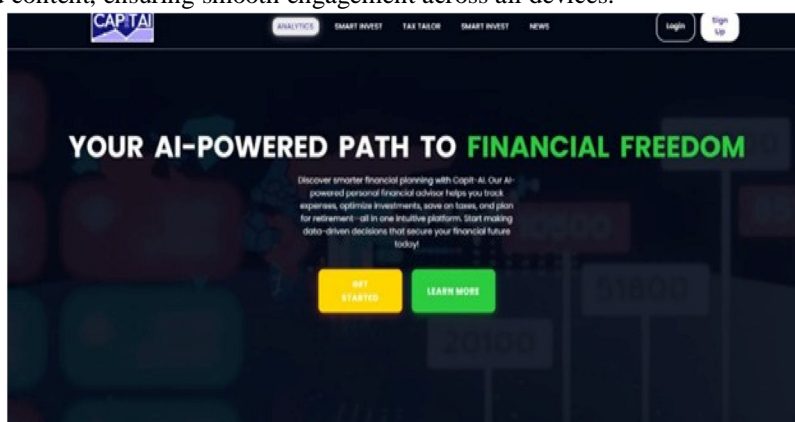 d content, ensuring smooth engagement across all devices.
CAPITAI
ANALYTICS SMART INVEST TAX TAILOR SMART INVEST NEWS Login Sign Up
YOUR AI-POWERED PATH TO FINANCIAL FREEDOM
Discover smarter financial planning with Capit-AI. Our AI-
powered personal financial advisor helps you track
expenses, optimize investments, save on taxes, and plan
for retirement—all in one intuitive platform. Start making
data-driven decisions that secure your financial future
today!
GET
STARTED
LEARN MORE
51800
20100